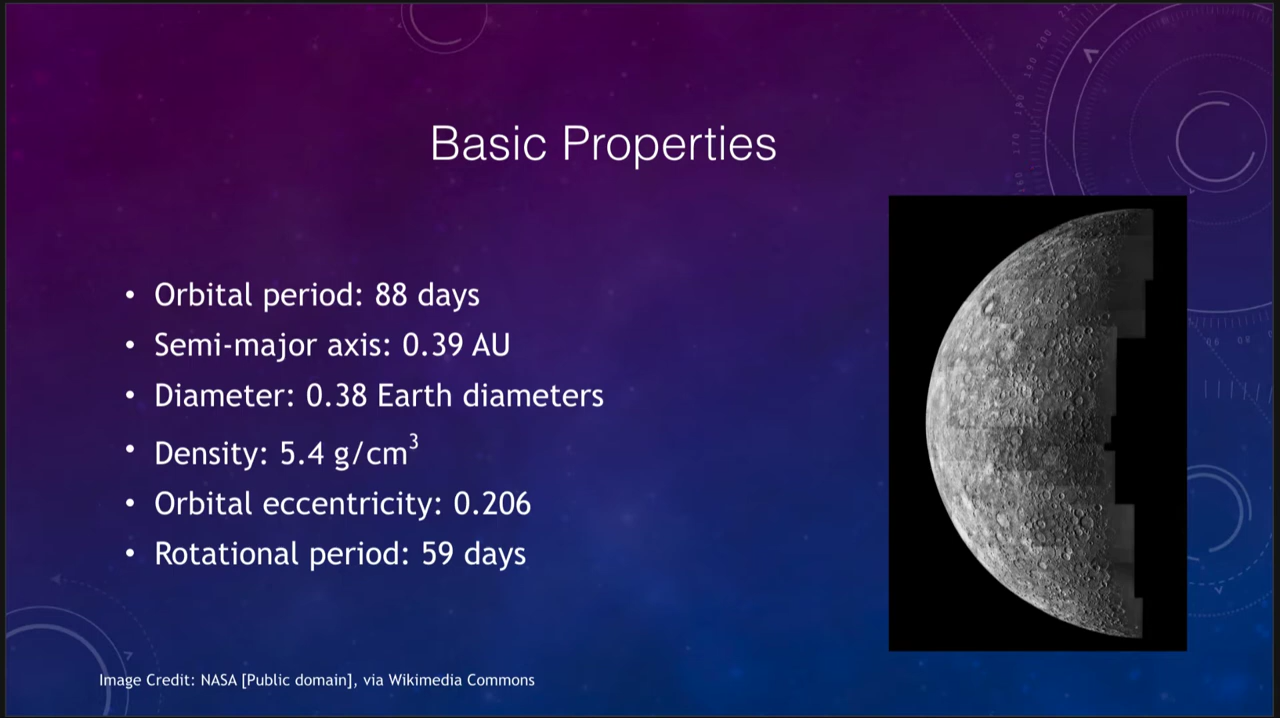 Basic Properties
• Orbital period: 88 days
• Semi-major axis: 0.39 AU
• Diameter: 0.38 Earth diameters
• Density: 5.4 g/cm³
• Orbital eccentricity: 0.206
• Rotational period: 59 days
Image Credit: NASA [Public domain], via Wikimedia Commons